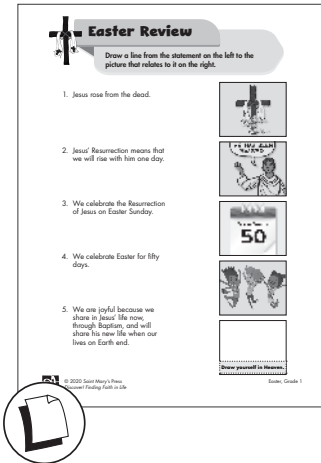 Easter Review
Draw a line from the statement on the left to the
picture that relates to it on the right.
1. Jesus rose from the dead.
2. Jesus' Resurrection means that
we will rise with him one day.
3. We celebrate the Resurrection
of Jesus on Easter Sunday.
50
4. We celebrate Easter for fifty
days.
5. We are joyful because we
share in Jesus' life now,
through Baptism, and will
share his new life when our
lives on Earth end.
Draw yourself in Heaven.
© 2020 Saint Mary's Press
Discover! Finding Faith in Life
Easter, Grade 1